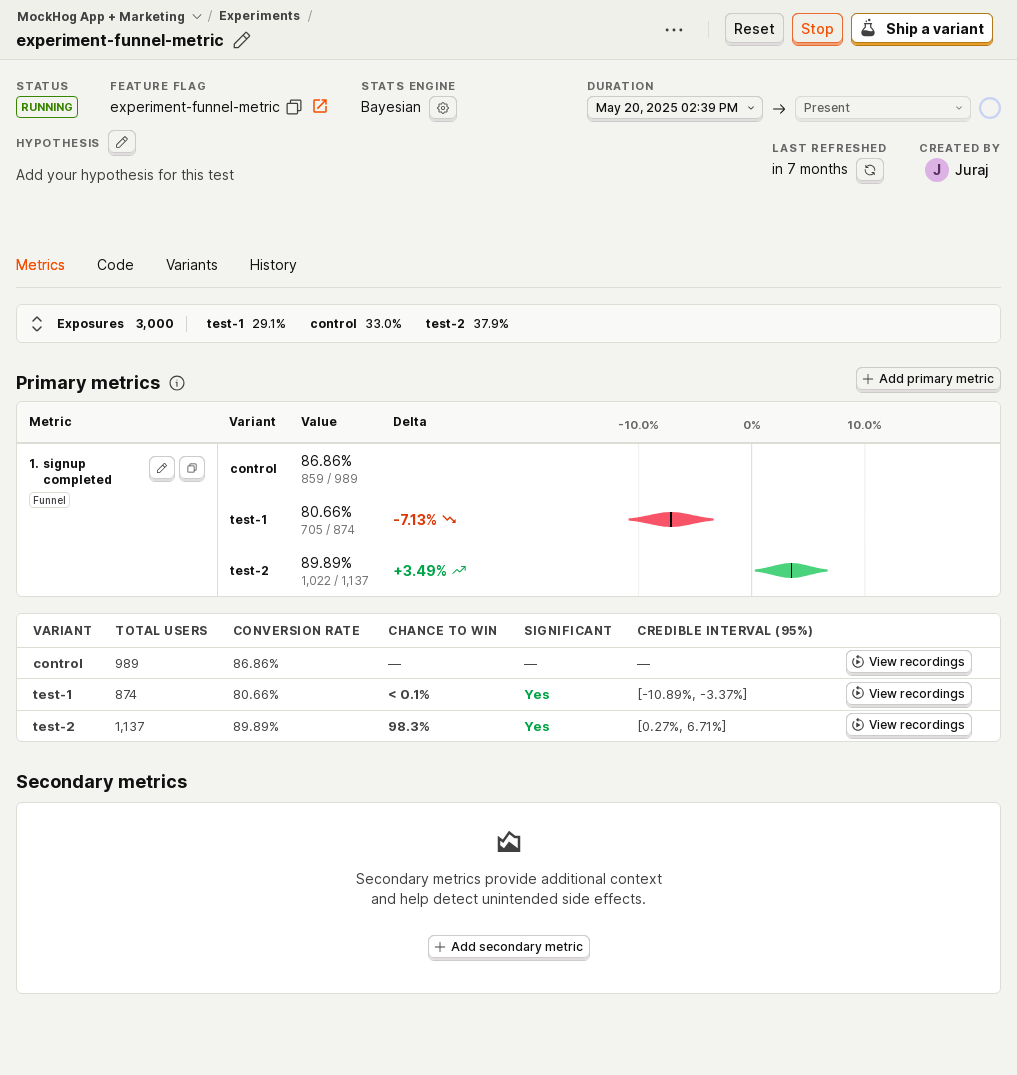 MockHog App + Marketing / Experiments /
experiment-funnel-metric
Reset Stop Ship a variant
STATUS FEATURE FLAG STATS ENGINE DURATION
RUNNING experiment-funnel-metric Bayesian May 20, 2025 02:39 PM → Present
HYPOTHESIS LAST REFRESHED CREATED BY
in 7 months J Juraj
Add your hypothesis for this test
Metrics Code Variants History
Exposures 3,000 test-1 29.1% control 33.0% test-2 37.9%
Primary metrics Add primary metric
Metric Variant Value Delta -10.0% 0% 10.0%
1. signup completed
Funnel
control 86.86%
859 / 989
test-1 80.66% -7.13%
705 / 874
test-2 89.89% +3.49%
1,022 / 1,137
VARIANT TOTAL USERS CONVERSION RATE CHANCE TO WIN SIGNIFICANT CREDIBLE INTERVAL (95%)
control 989 86.86% — — — View recordings
test-1 874 80.66% < 0.1% Yes [-10.89%, -3.37%] View recordings
test-2 1,137 89.89% 98.3% Yes [0.27%, 6.71%] View recordings
Secondary metrics
Secondary metrics provide additional context
and help detect unintended side effects.
Add secondary metric